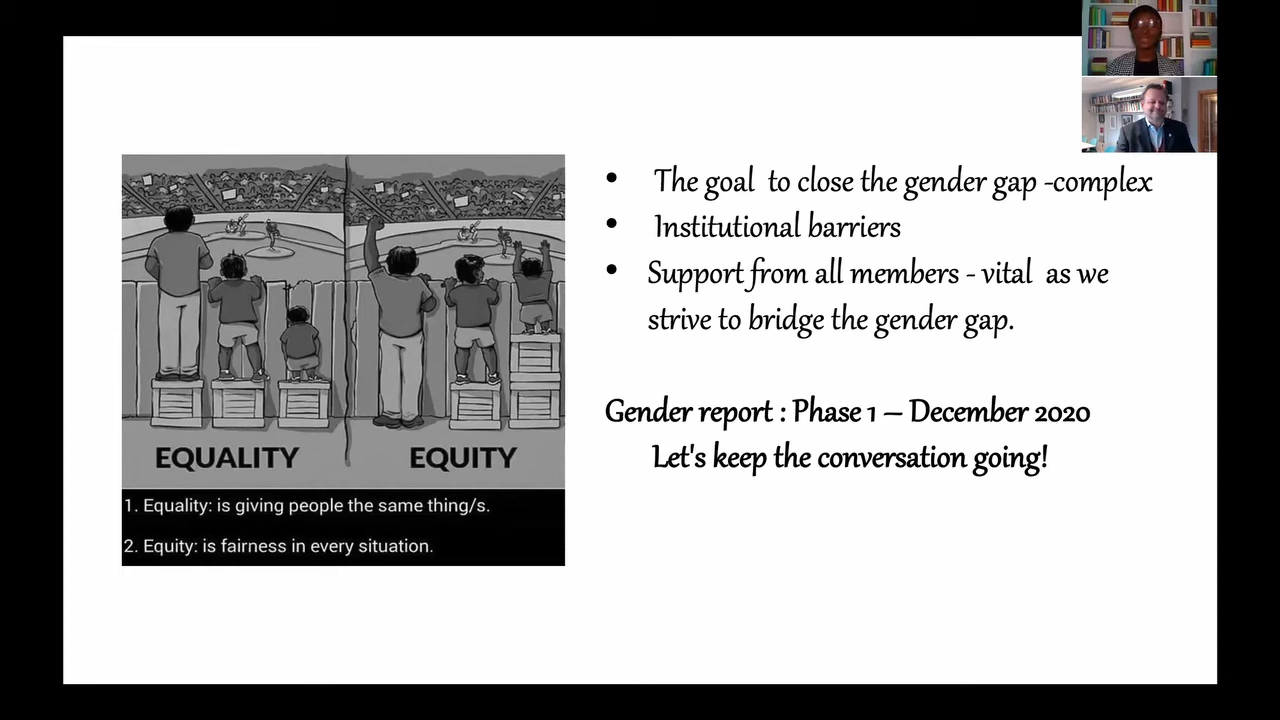 EQUALITY
EQUITY
1. Equality: is giving people the same thing/s.
2. Equity: is fairness in every situation.
• The goal to close the gender gap -complex
• Institutional barriers
• Support from all members - vital as we
strive to bridge the gender gap.
Gender report : Phase 1 – December 2020
Let's keep the conversation going!